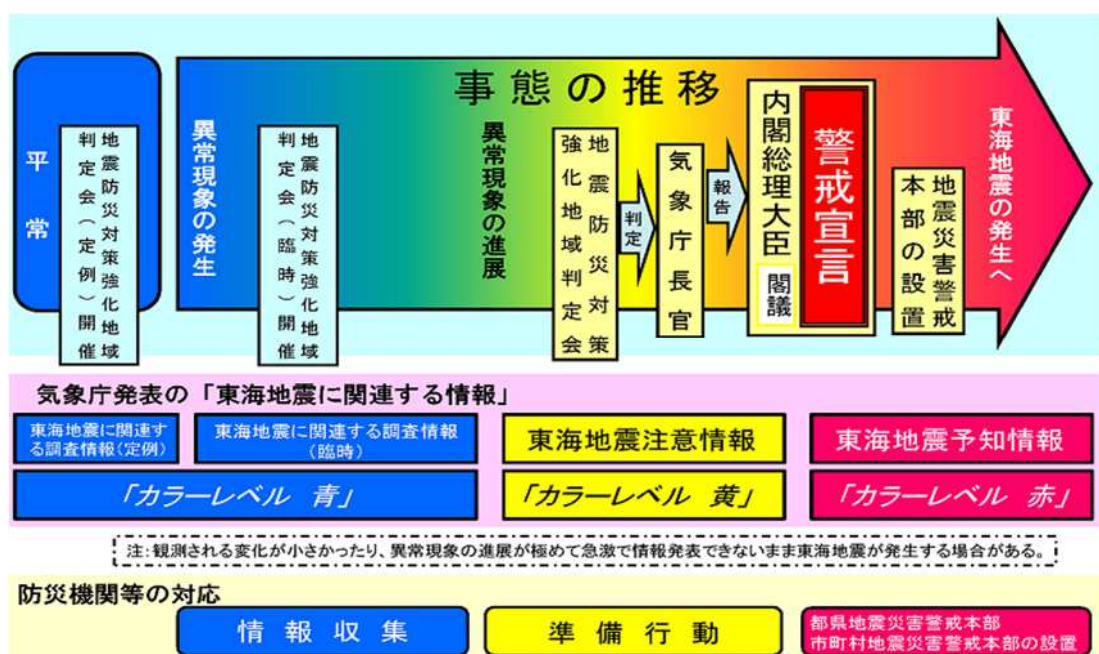 事態の推移
平常
地震防災対策強化地域
判定会（定例）開催
異常現象の発生
地震防災対策強化地域
判定会（臨時）開催
異常現象の進展
地震防災対策
強化地域判定会
判定
気象庁長官
報告
内閣総理大臣
閣議
警戒宣言
地震災害警戒
本部の設置
東海地震の発生へ
気象庁発表の「東海地震に関連する情報」
東海地震に関連す
る調査情報(定例)
東海地震に関連する調査情報
(臨時)
東海地震注意情報
東海地震予知情報
「カラーレベル 青」
「カラーレベル 黄」
「カラーレベル 赤」
注:観測される変化が小さかったり、異常現象の進展が極めて急激で情報発表できないまま東海地震が発生する場合がある。
防災機関等の対応
情報収集
準備行動
都県地震災害警戒本部
市町村地震災害警戒本部の設置